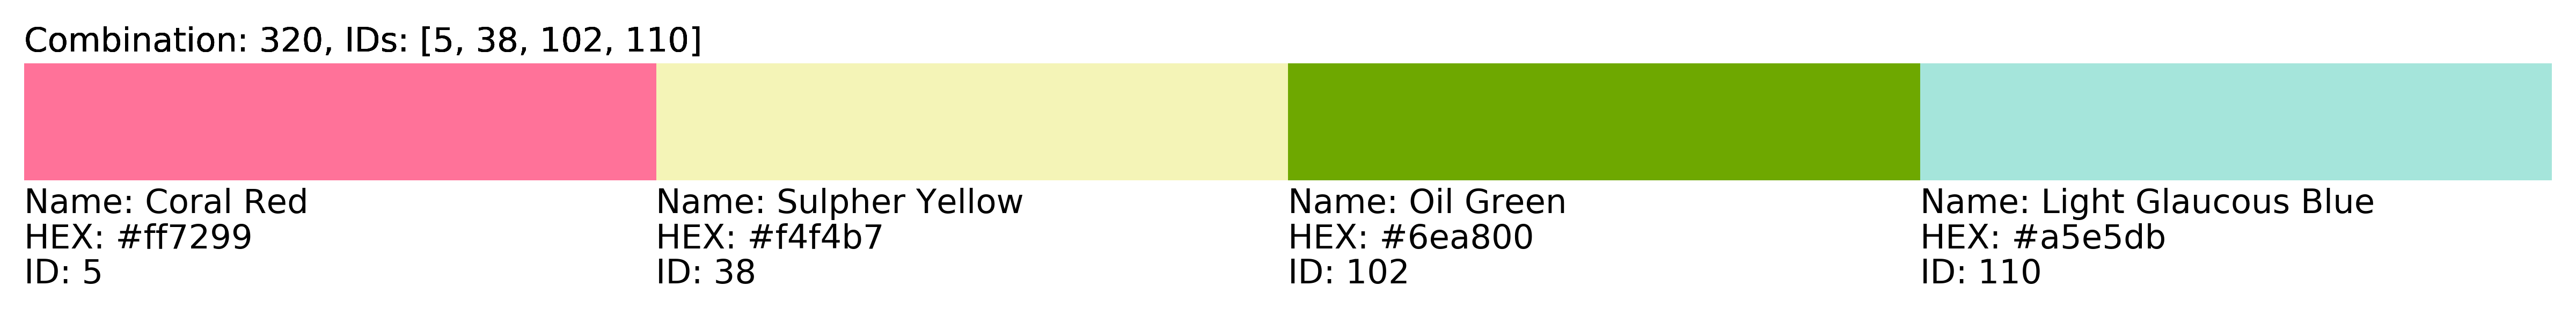 Combination: 320, IDs: [5, 38, 102, 110]
Name: Coral Red
HEX: #ff7299
ID: 5
Name: Sulpher Yellow
HEX: #f4f4b7
ID: 38
Name: Oil Green
HEX: #6ea800
ID: 102
Name: Light Glaucous Blue
HEX: #a5e5db
ID: 110